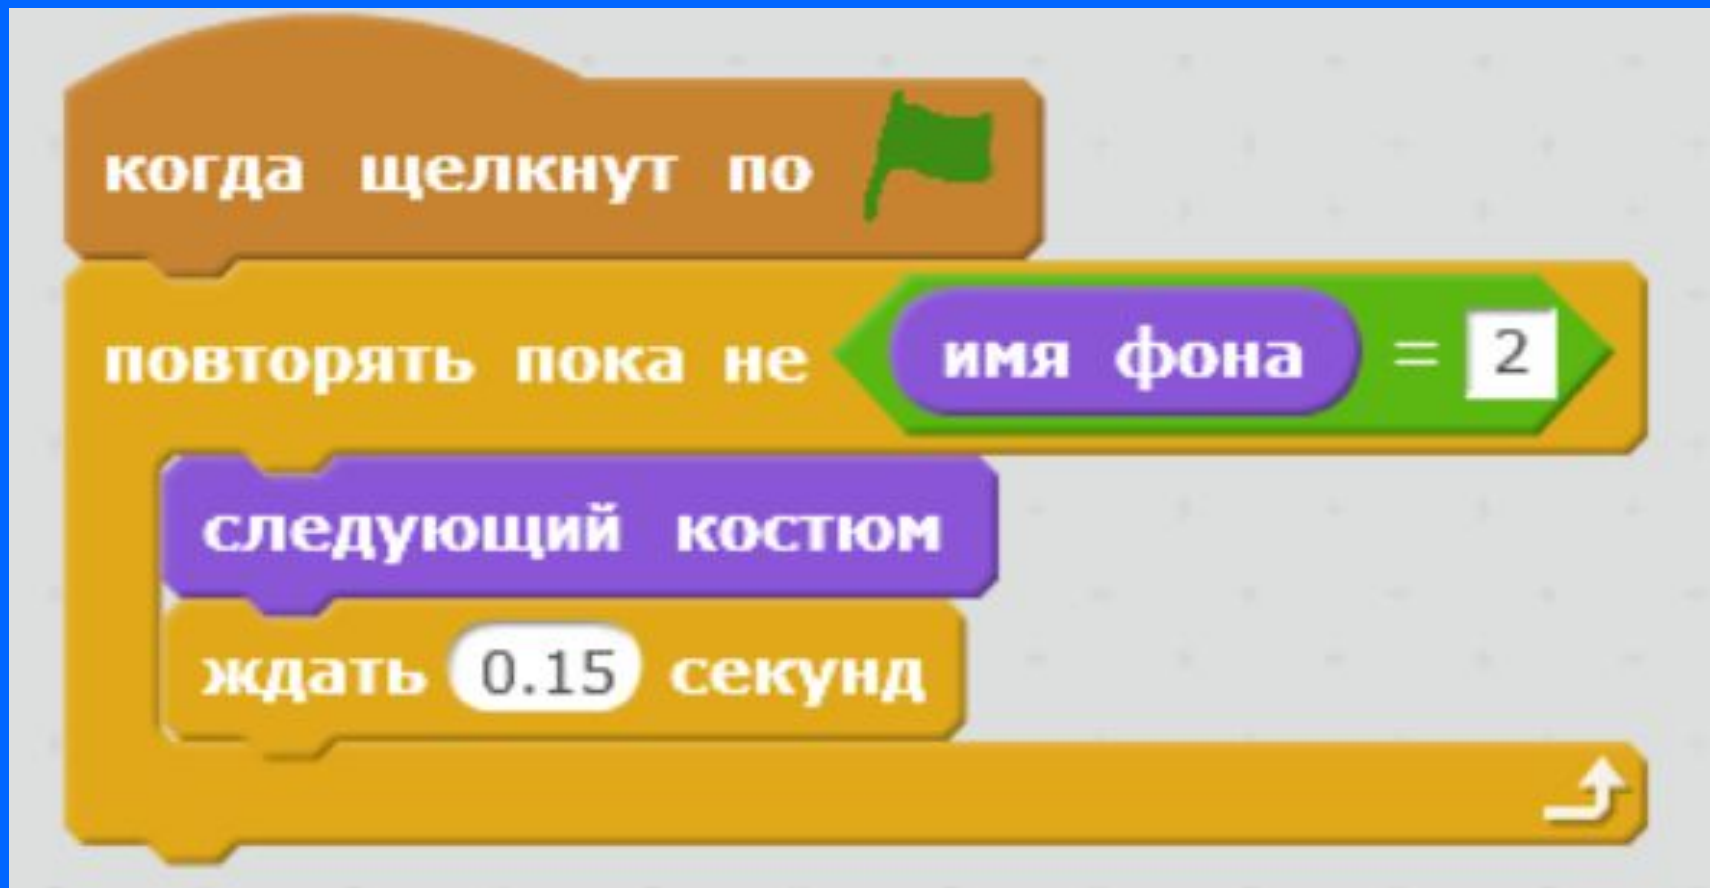 когда щелкнут по
повторять пока не имя фона = 2
следующий костюм
ждать 0.15 секунд